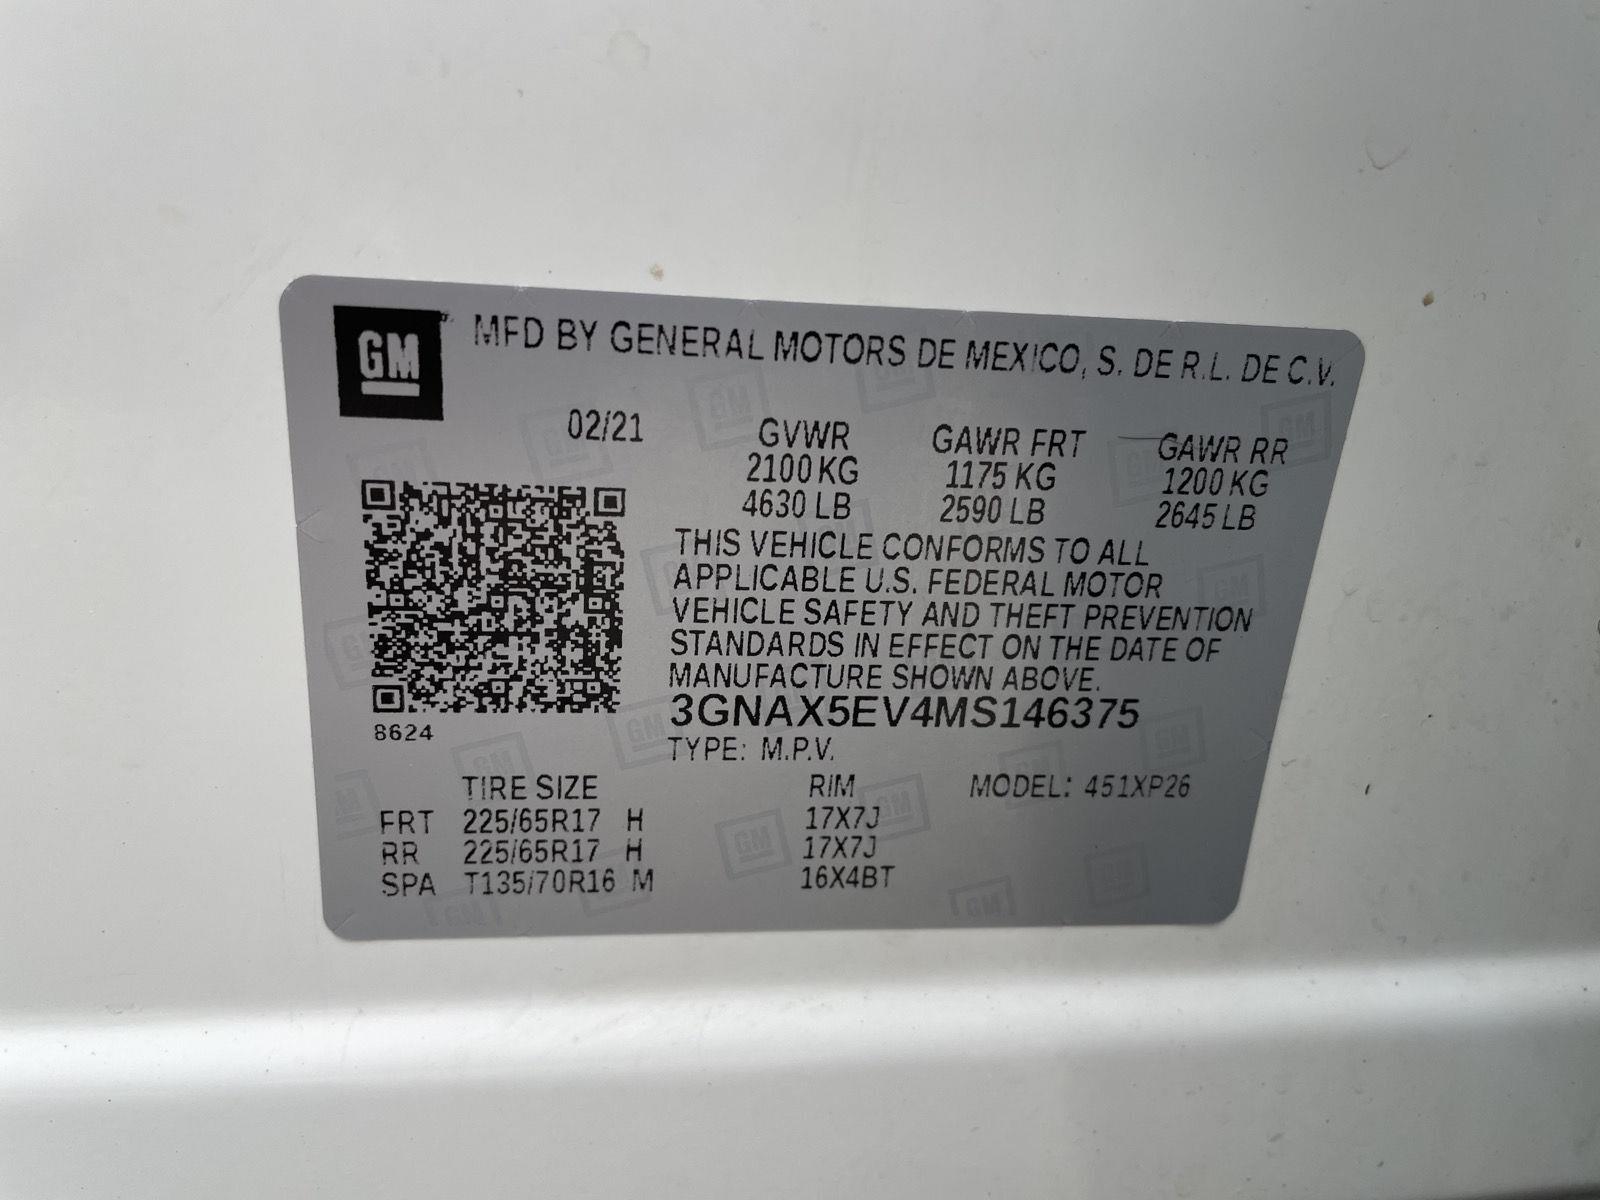 GM MFD BY GENERAL MOTORS DE MEXICO, S. DE R.L. DE C.V.
02/21 GVWR GAWR FRT GAWR RR
2100 KG 1175 KG 1200 KG
4630 LB 2590 LB 2645 LB
THIS VEHICLE CONFORMS TO ALL
APPLICABLE U.S. FEDERAL MOTOR
VEHICLE SAFETY AND THEFT PREVENTION
STANDARDS IN EFFECT ON THE DATE OF
MANUFACTURE SHOWN ABOVE.
3GNAX5EV4MS146375
8624
TYPE: M.P.V.
TIRE SIZE RIM MODEL: 451XP26
FRT 225/65R17 H 17X7J
RR 225/65R17 H 17X7J
SPA T135/70R16 M 16X4BT